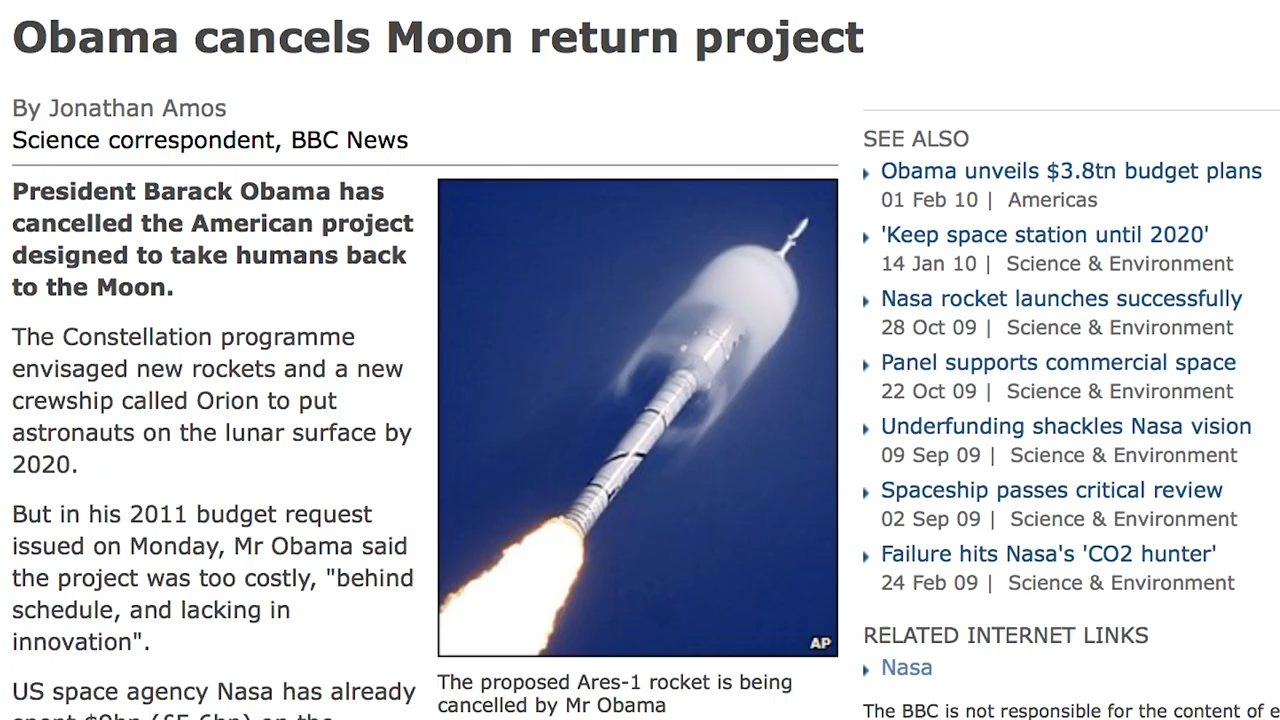 Obama cancels Moon return project
By Jonathan Amos
Science correspondent, BBC News
President Barack Obama has
cancelled the American project
designed to take humans back
to the Moon.
The Constellation programme
envisaged new rockets and a new
crewship called Orion to put
astronauts on the lunar surface by
2020.
But in his 2011 budget request
issued on Monday, Mr Obama said
the project was too costly, "behind
schedule, and lacking in
innovation".
US space agency Nasa has already
spent $9bn (£5.6bn) on the
AP
The proposed Ares-1 rocket is being
cancelled by Mr Obama
SEE ALSO
Obama unveils $3.8tn budget plans
01 Feb 10 | Americas
'Keep space station until 2020'
14 Jan 10 | Science & Environment
Nasa rocket launches successfully
28 Oct 09 | Science & Environment
Panel supports commercial space
22 Oct 09 | Science & Environment
Underfunding shackles Nasa vision
09 Sep 09 | Science & Environment
Spaceship passes critical review
02 Sep 09 | Science & Environment
Failure hits Nasa's 'CO2 hunter'
24 Feb 09 | Science & Environment
RELATED INTERNET LINKS
Nasa
The BBC is not responsible for the content of e